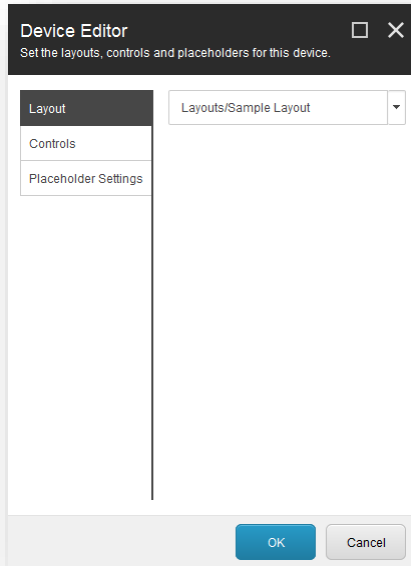 Device Editor
Set the layouts, controls and placeholders for this device.
Layout
Layouts/Sample Layout
Controls
Placeholder Settings
OK
Cancel